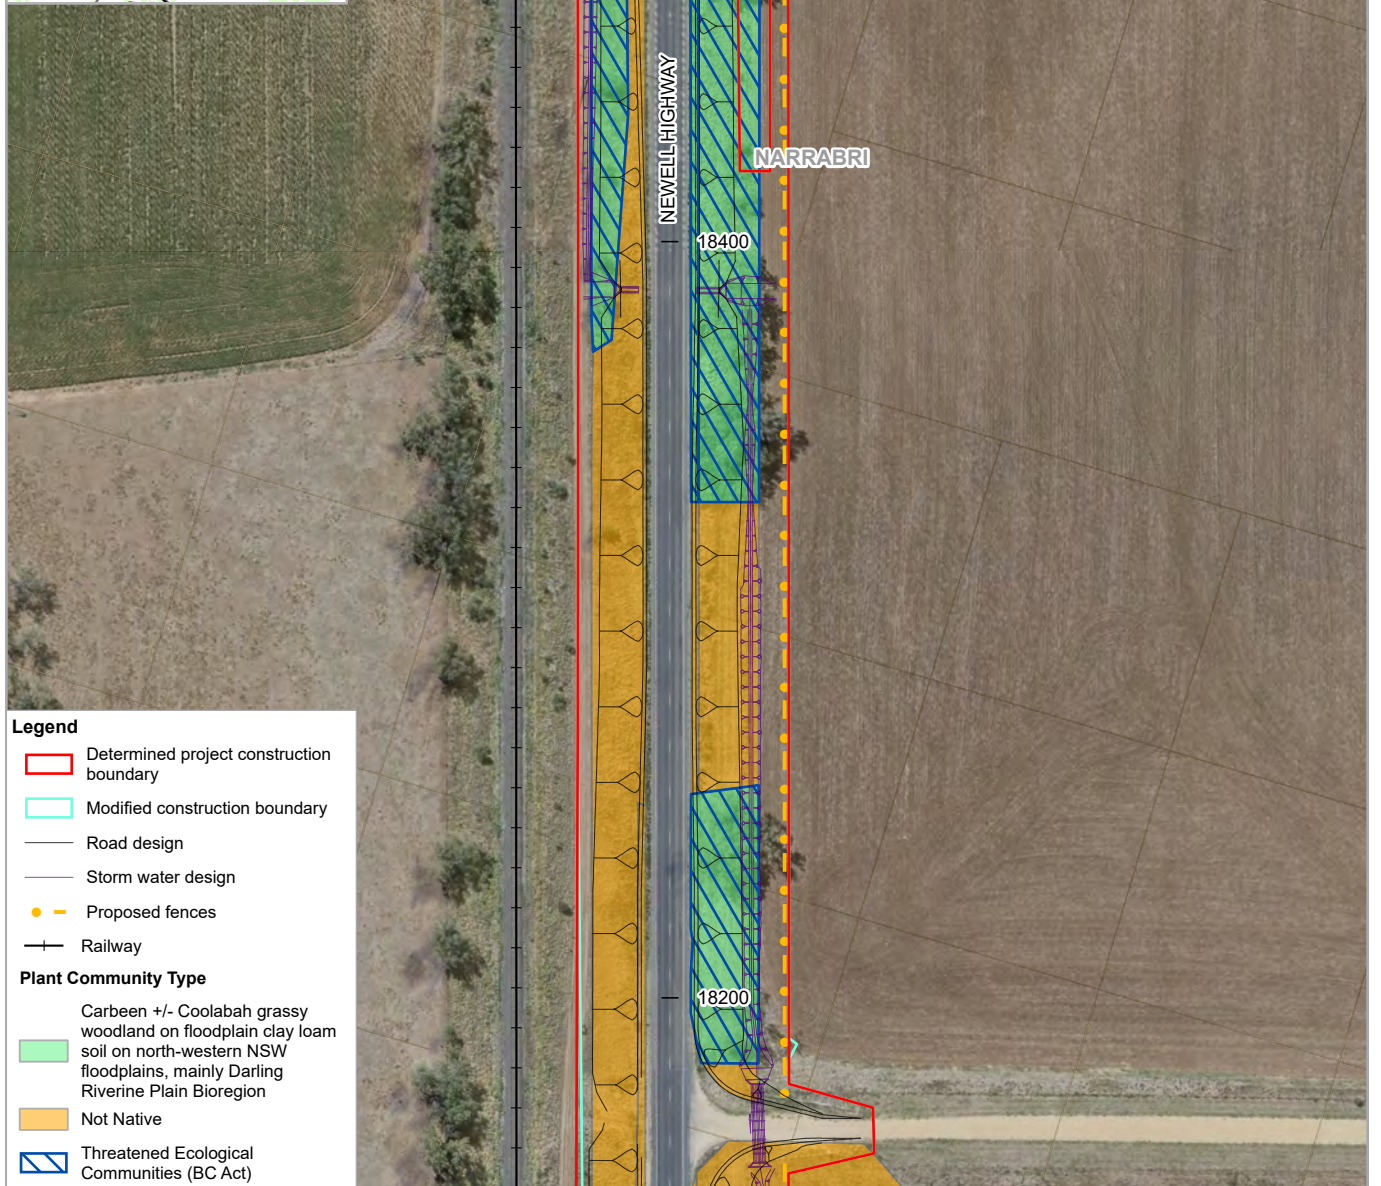 NEWELL HIGHWAY
NARRABRI
18400
18200
Legend
Determined project construction
boundary
Modified construction boundary
Road design
Storm water design
Proposed fences
Railway
Plant Community Type
Carbeen +/- Coolabah grassy
woodland on floodplain clay loam
soil on north-western NSW
floodplains, mainly Darling
Riverine Plain Bioregion
Not Native
Threatened Ecological
Communities (BC Act)